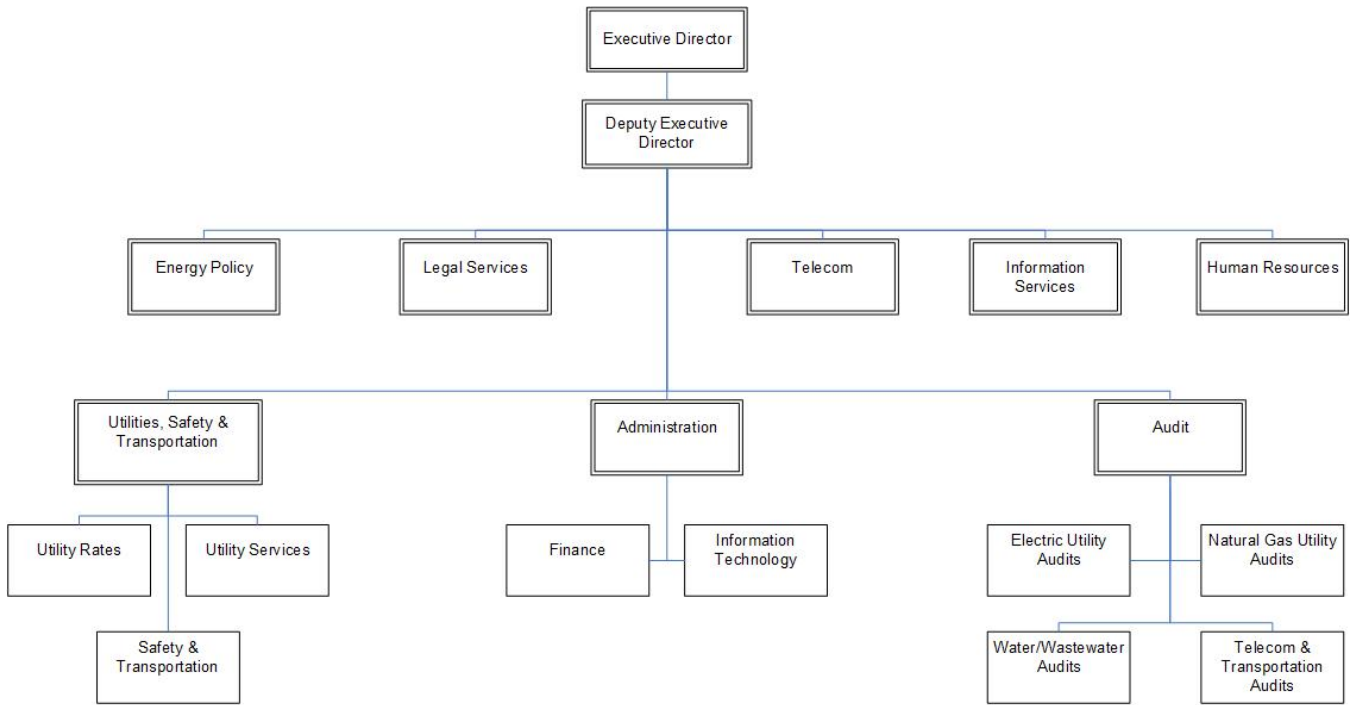 Executive Director
Deputy Executive
Director
Energy Policy
Legal Services
Telecom
Information
Services
Human Resources
Utilities, Safety &
Transportation
Administration
Audit
Utility Rates
Utility Services
Finance
Information
Technology
Electric Utility
Audits
Natural Gas Utility
Audits
Safety &
Transportation
Water/Wastewater
Audits
Telecom &
Transportation
Audits